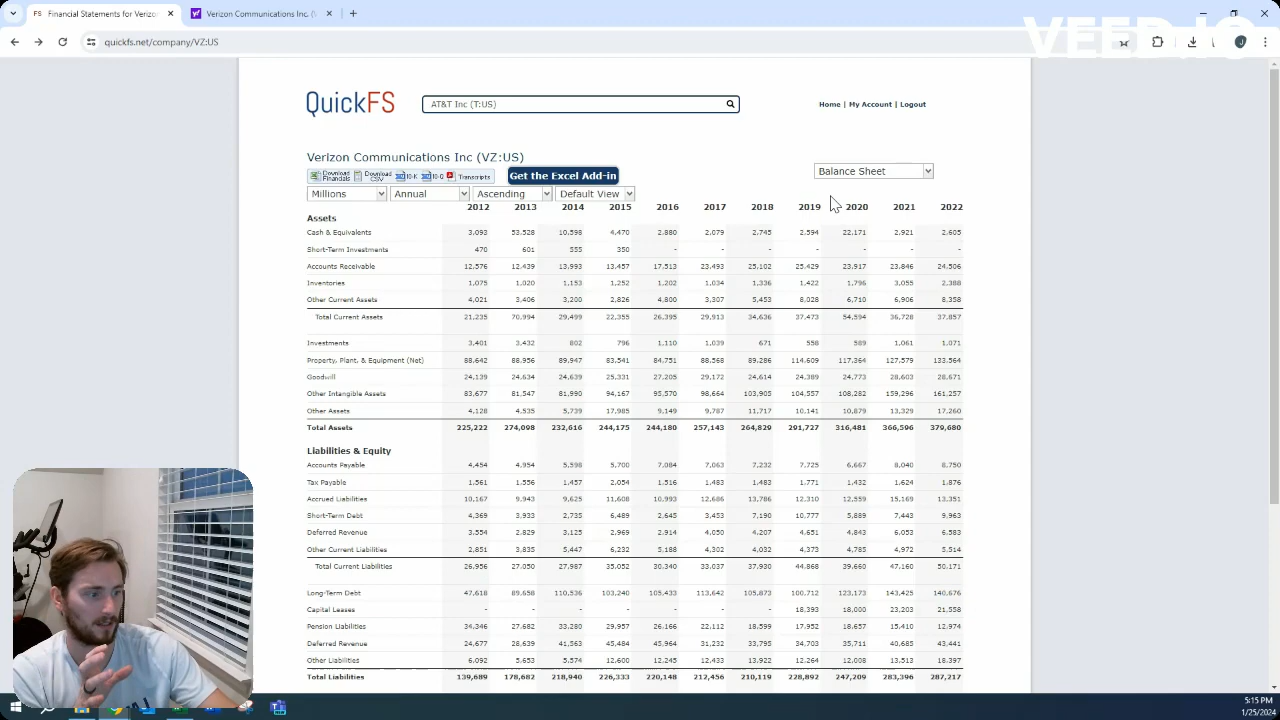 FS Financial Statements for Verizon × Verizon Communications Inc. ( × +
quickfs.net/company/VZ:US
VEED.IO
QuickFS AT&T Inc (T:US) Home | My Account | Logout
Verizon Communications Inc (VZ:US)
Download Financials Download CSV 10-K 10-Q Transcripts Get the Excel Add-in Balance Sheet
Millions Annual Ascending Default View
2012 2013 2014 2015 2016 2017 2018 2019 2020 2021 2022
Assets
Cash & Equivalents 3,093 53,528 10,598 4,470 2,880 2,079 2,745 2,594 22,171 2,921 2,605
Short-Term Investments 470 601 555 350 - - - - - - -
Accounts Receivable 12,576 12,439 13,993 13,457 17,513 23,493 25,102 25,429 23,917 23,846 24,506
Inventories 1,075 1,020 1,153 1,252 1,202 1,034 1,336 1,422 1,796 3,055 2,388
Other Current Assets 4,021 3,406 3,200 2,826 4,800 3,307 5,453 8,028 6,710 6,906 8,358
Total Current Assets 21,235 70,994 29,499 22,355 26,395 29,913 34,636 37,473 54,594 36,728 37,857
Investments 3,401 3,432 802 796 1,110 1,039 671 558 589 1,061 1,071
Property, Plant, & Equipment (Net) 88,642 88,956 89,947 83,541 84,751 88,568 89,286 114,609 117,364 127,579 133,564
Goodwill 24,139 24,634 24,639 25,331 27,205 29,172 24,614 24,389 24,773 28,603 28,671
Other Intangible Assets 83,677 81,547 81,990 94,167 95,570 98,664 103,905 104,557 108,282 159,296 161,257
Other Assets 4,128 4,535 5,739 17,985 9,149 9,787 11,717 10,141 10,879 13,329 17,260
Total Assets 225,222 274,098 232,616 244,175 244,180 257,143 264,829 291,727 316,481 366,596 379,680
Liabilities & Equity
Accounts Payable 4,454 4,954 5,598 5,700 7,084 7,063 7,232 7,725 6,667 8,040 8,750
Tax Payable 1,561 1,556 1,457 2,054 1,516 1,483 1,483 1,771 1,432 1,624 1,876
Accrued Liabilities 10,167 9,943 9,625 11,608 10,993 12,686 13,786 12,310 12,559 15,169 13,351
Short-Term Debt 4,369 3,933 2,735 6,489 2,645 3,453 7,190 10,777 5,889 7,443 9,963
Deferred Revenue 3,554 2,829 3,125 2,969 2,914 4,050 4,207 4,651 4,843 6,053 6,583
Other Current Liabilities 2,851 3,835 5,447 6,232 5,188 4,302 4,032 4,373 4,785 4,972 5,514
Total Current Liabilities 26,956 27,050 27,987 35,052 30,340 33,037 37,930 44,868 39,660 47,160 50,171
Long-Term Debt 47,618 89,658 110,536 103,240 105,433 113,642 105,873 100,712 123,173 143,425 140,676
Capital Leases - - - - - - - 18,393 18,000 23,203 21,558
Pension Liabilities 34,346 27,682 33,280 29,957 26,166 22,112 18,599 17,952 18,657 15,410 12,974
Deferred Revenue 24,677 28,639 41,563 45,484 45,964 31,232 33,795 34,703 35,711 40,685 43,441
Other Liabilities 6,092 5,653 5,574 12,600 12,245 12,433 13,922 12,264 12,008 13,513 18,397
Total Liabilities 139,689 178,682 218,940 226,333 220,148 212,456 210,119 228,892 247,209 283,396 287,217
5:15 PM
1/25/2024